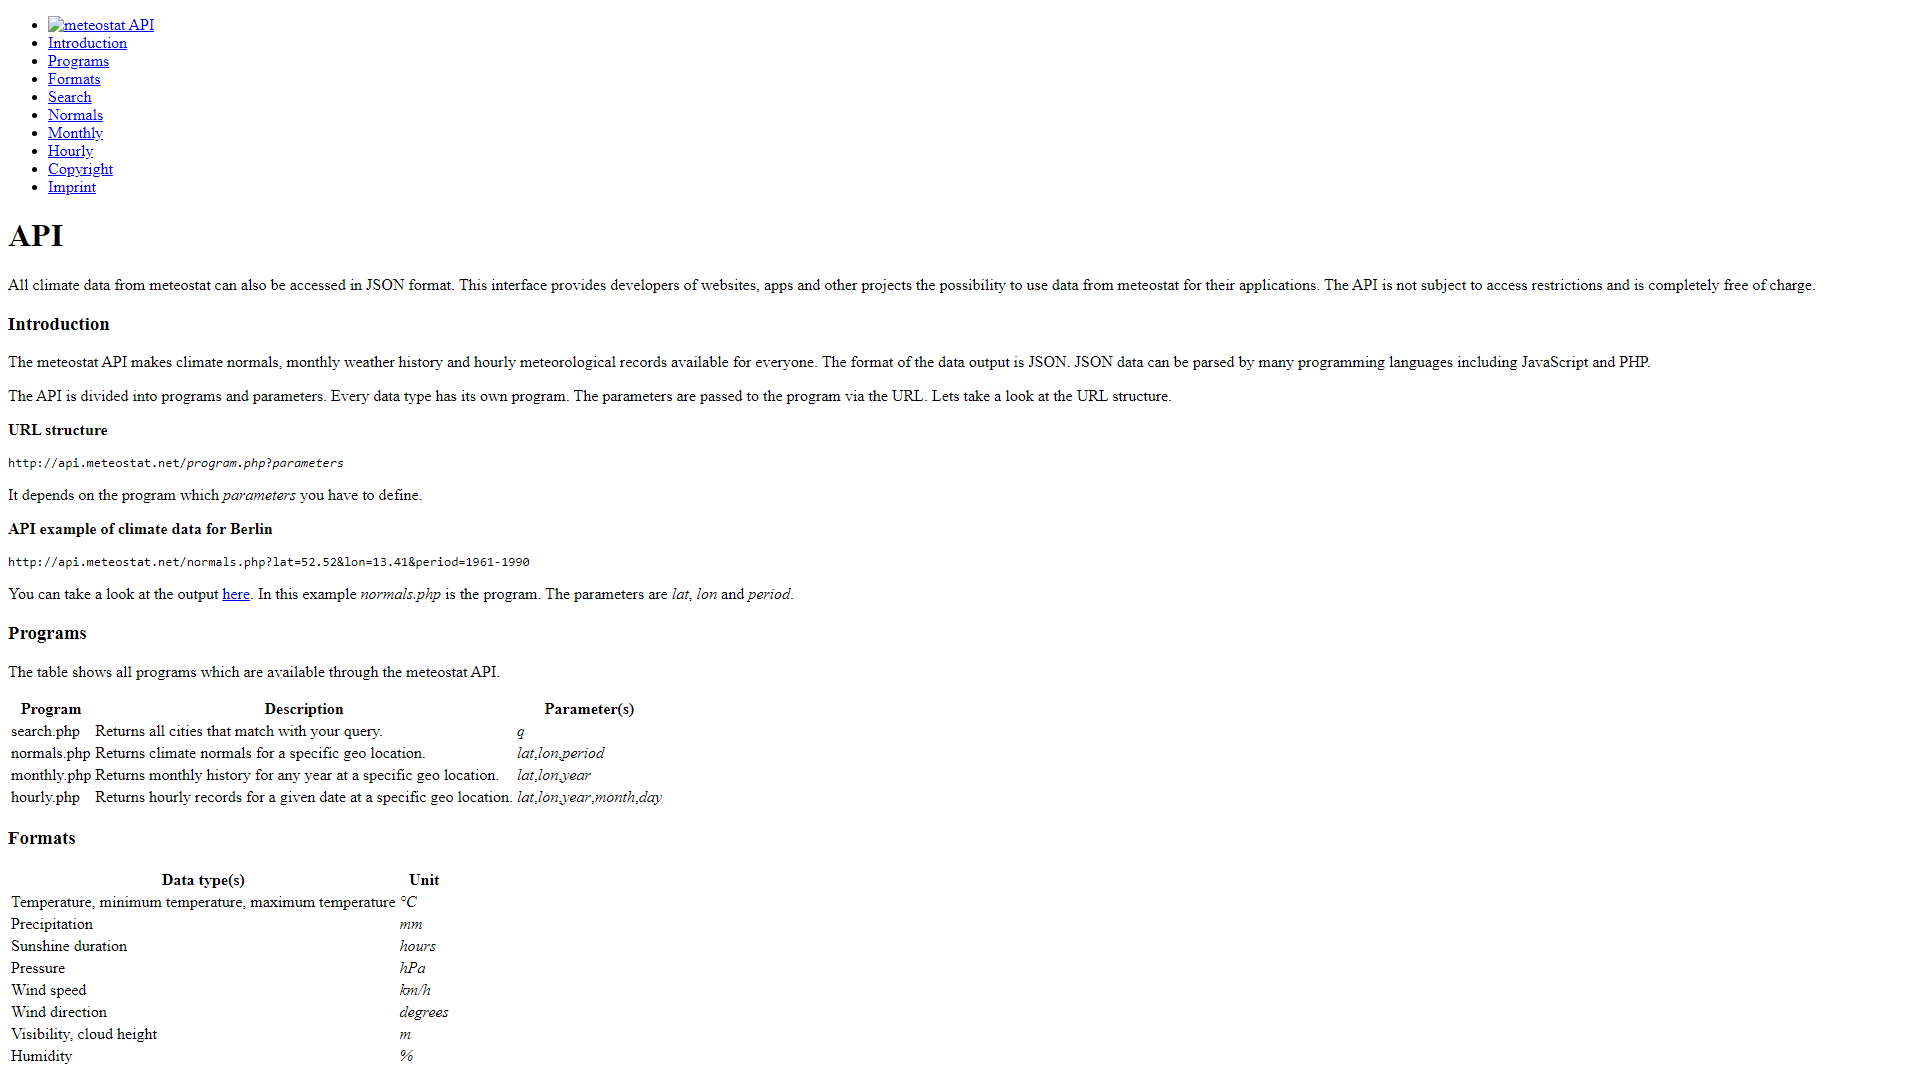 meteostat API
Introduction
Programs
Formats
Search
Normals
Monthly
Hourly
Copyright
Imprint
API
All climate data from meteostat can also be accessed in JSON format. This interface provides developers of websites, apps and other projects the possibility to use data from meteostat for their applications. The API is not subject to access restrictions and is completely free of charge.
Introduction
The meteostat API makes climate normals, monthly weather history and hourly meteorological records available for everyone. The format of the data output is JSON. JSON data can be parsed by many programming languages including JavaScript and PHP.
The API is divided into programs and parameters. Every data type has its own program. The parameters are passed to the program via the URL. Lets take a look at the URL structure.
URL structure
http://api.meteostat.net/program.php?parameters
It depends on the program which parameters you have to define.
API example of climate data for Berlin
http://api.meteostat.net/normals.php?lat=52.52&lon=13.41&period=1961-1990
You can take a look at the output here. In this example normals.php is the program. The parameters are lat, lon and period.
Programs
The table shows all programs which are available through the meteostat API.
Program Description Parameter(s)
search.php Returns all cities that match with your query. q
normals.php Returns climate normals for a specific geo location. lat,lon,period
monthly.php Returns monthly history for any year at a specific geo location. lat,lon,year
hourly.php Returns hourly records for a given date at a specific geo location. lat,lon,year,month,day
Formats
Data type(s) Unit
Temperature, minimum temperature, maximum temperature °C
Precipitation mm
Sunshine duration hours
Pressure hPa
Wind speed km/h
Wind direction degrees
Visibility, cloud height m
Humidity %